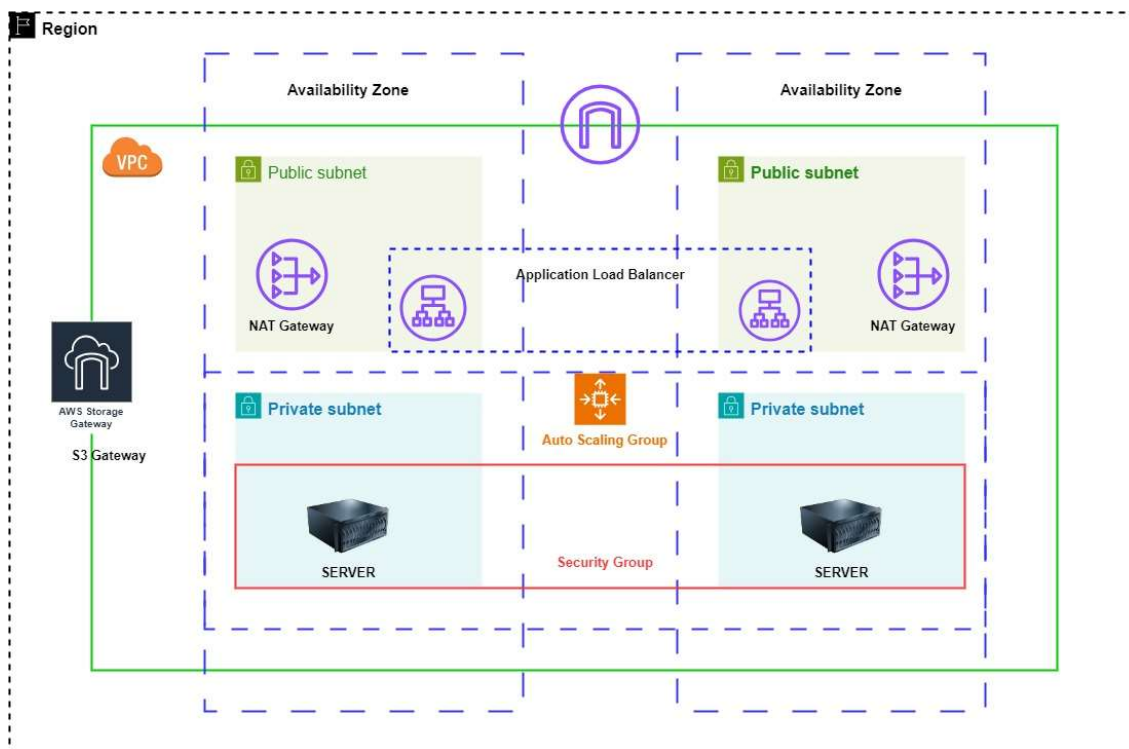 Region
Availability Zone
Availability Zone
VPC
Public subnet
Public subnet
Application Load Balancer
NAT Gateway
NAT Gateway
AWS Storage
Gateway
S3 Gateway
Private subnet
Private subnet
Auto Scaling Group
Security Group
SERVER
SERVER